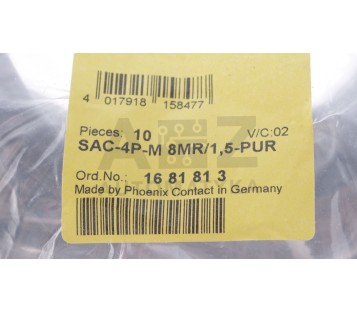 4 017918 158477
Pieces: 10 V/C:02
SAC-4P-M 8MR/1,5-PUR
Ord.No.: 16 81 81 3
Made by Phoenix Contact in Germany